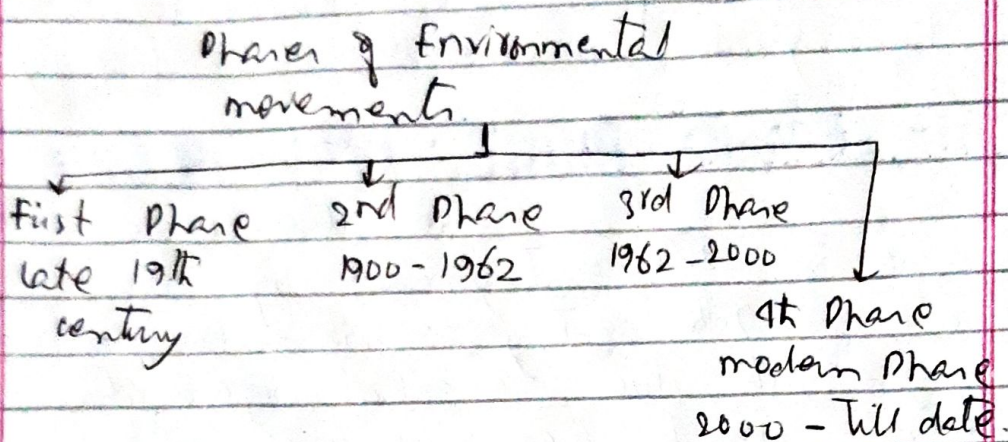 Phases of Environmental
movements.
First Phase 2nd Phase 3rd Phase
late 19th 1900 - 1962 1962 - 2000
century
4th Phase
modern Phase
2000 - Till date